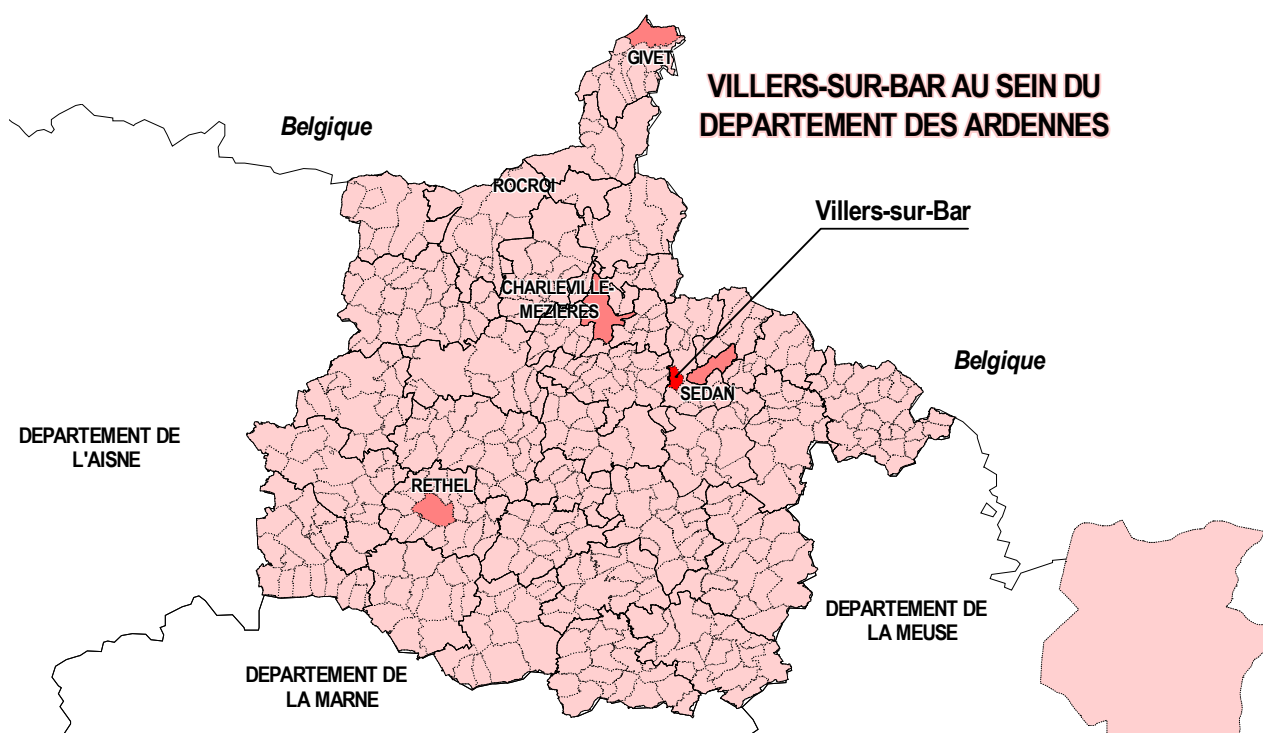 GIVET
VILLERS-SUR-BAR AU SEIN DU
DEPARTEMENT DES ARDENNES
Belgique
ROCROI
Villers-sur-Bar
CHARLEVILLE-
MEZIERES
Belgique
SEDAN
DEPARTEMENT DE
L'AISNE
RETHEL
DEPARTEMENT DE
LA MEUSE
DEPARTEMENT DE
LA MARNE